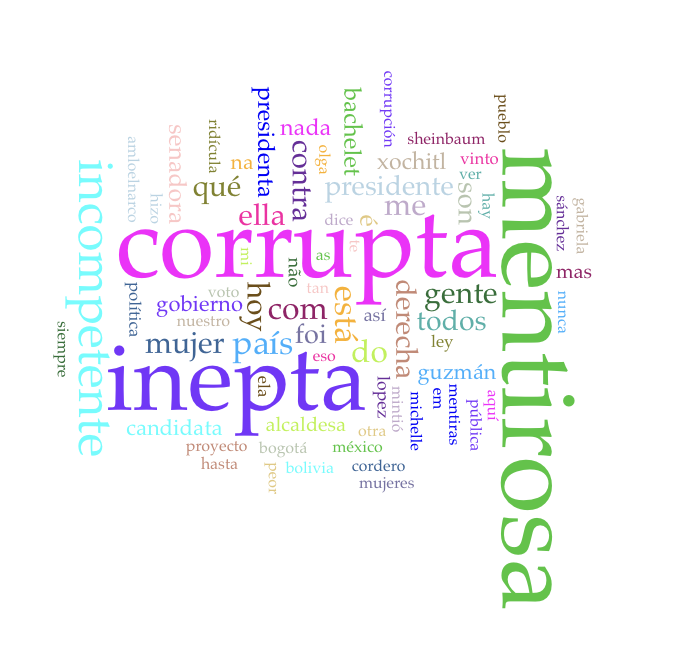 corrupción
presidenta
bachelet
pueblo
nada
ridícula
senadora
contra
olga
sheinbaum
amloelnarco
na
xochitl
vinto
mentirosa
incompetente
qué
presidente
ver
son
hizo
ella
dice
é
me
hay
sánchez
gabriela
corrupta
mi
te
as
não
mas
política
voto
hoy
tan
está
derecha
gente
nunca
gobierno
com
así
todos
nuestro
siempre
mujer
país
foi
do
ley
eso
inepta
ela
guzmán
lopez
mintió
michelle
em
mentiras
pública
aquí
candidata
alcaldesa
otra
proyecto
bogotá
méxico
hasta
peor
bolivia
cordero
mujeres